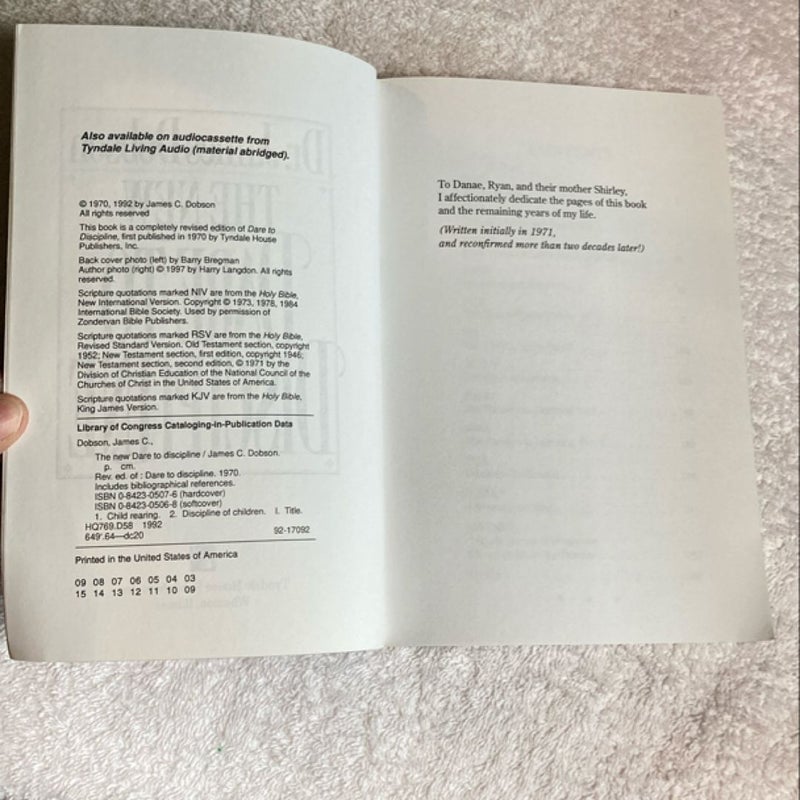 Also available on audiocassette from
Tyndale Living Audio (material abridged).
© 1970, 1992 by James C. Dobson
All rights reserved
This book is a completely revised edition of Dare to
Discipline, first published in 1970 by Tyndale House
Publishers, Inc.
Back cover photo (left) by Barry Bregman
Author photo (right) © 1997 by Harry Langdon. All rights
reserved.
Scripture quotations marked NIV are from the Holy Bible,
New International Version. Copyright © 1973, 1978, 1984
International Bible Society. Used by permission of
Zondervan Bible Publishers.
Scripture quotations marked RSV are from the Holy Bible,
Revised Standard Version. Old Testament section, copyright
1952; New Testament section, first edition, copyright 1946;
New Testament section, second edition, © 1971 by the
Division of Christian Education of the National Council of the
Churches of Christ in the United States of America.
Scripture quotations marked KJV are from the Holy Bible,
King James Version.
Library of Congress Cataloging-in-Publication Data
Dobson, James C.,
The new Dare to discipline / James C. Dobson.
p. cm.
Rev. ed. of : Dare to discipline. 1970.
Includes bibliographical references.
ISBN 0-8423-0507-6 (hardcover)
ISBN 0-8423-0506-8 (softcover)
1. Child rearing. 2. Discipline of children. I. Title.
HQ769.D58 1992
649'.64—dc20 92-17092
Printed in the United States of America
09 08 07 06 05 04 03
15 14 13 12 11 10 09
To Danae, Ryan, and their mother Shirley,
I affectionately dedicate the pages of this book
and the remaining years of my life.
(Written initially in 1971,
and reconfirmed more than two decades later!)